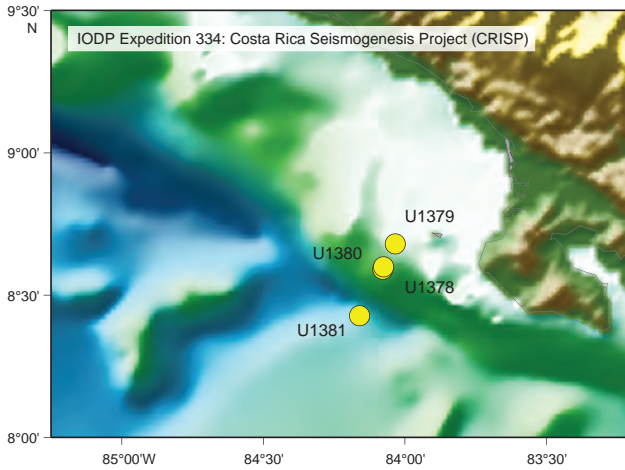 9°30'
N
IODP Expedition 334: Costa Rica Seismogenesis Project (CRISP)
9°00'
U1379
U1380
8°30'
U1378
U1381
8°00'
85°00'W
84°30'
84°00'
83°30'